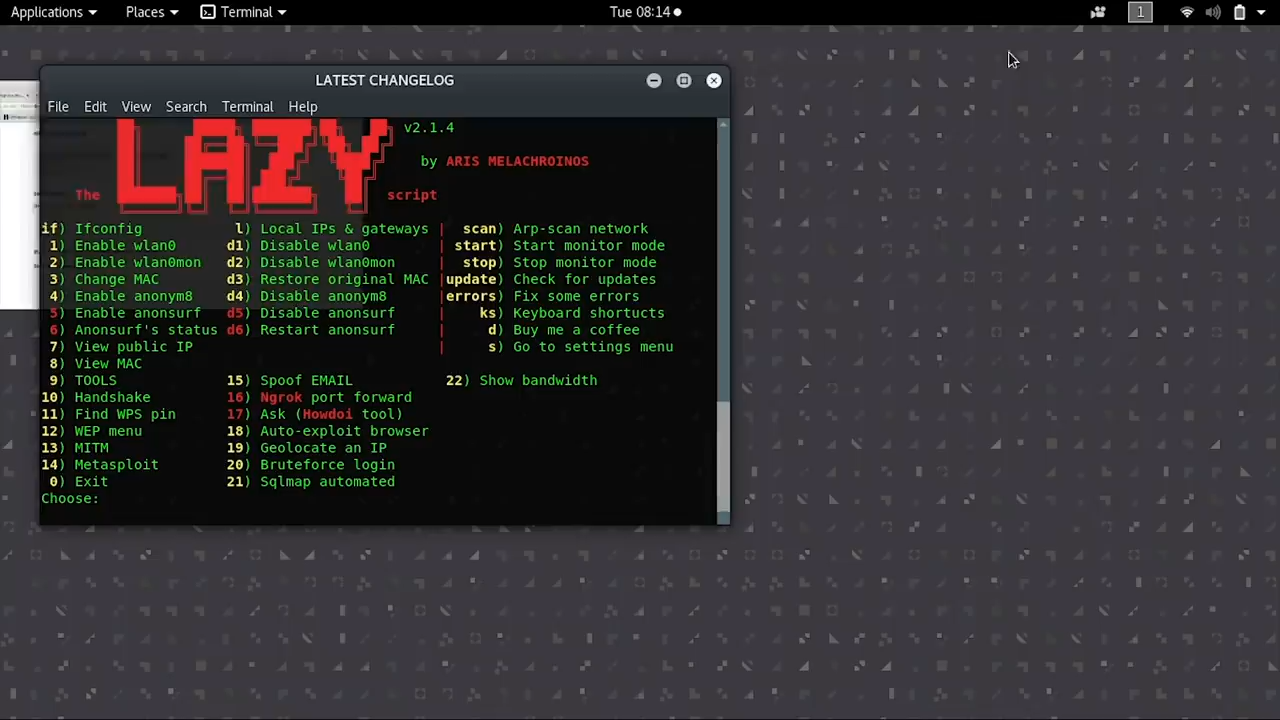 Applications Places Terminal Tue 08:14 1
LATEST CHANGELOG
File Edit View Search Terminal Help
LAZY v2.1.4
by ARIS MELACHROINOS
The script
if) Ifconfig l) Local IPs & gateways | scan) Arp-scan network
1) Enable wlan0 d1) Disable wlan0 | start) Start monitor mode
2) Enable wlan0mon d2) Disable wlan0mon | stop) Stop monitor mode
3) Change MAC d3) Restore original MAC |update) Check for updates
4) Enable anonym8 d4) Disable anonym8 |errors) Fix some errors
5) Enable anonsurf d5) Disable anonsurf | ks) Keyboard shortucts
6) Anonsurf's status d6) Restart anonsurf | d) Buy me a coffee
7) View public IP | s) Go to settings menu
8) View MAC
9) TOOLS 15) Spoof EMAIL 22) Show bandwidth
10) Handshake 16) Ngrok port forward
11) Find WPS pin 17) Ask (Howdoi tool)
12) WEP menu 18) Auto-exploit browser
13) MITM 19) Geolocate an IP
14) Metasploit 20) Bruteforce login
0) Exit 21) Sqlmap automated
Choose: